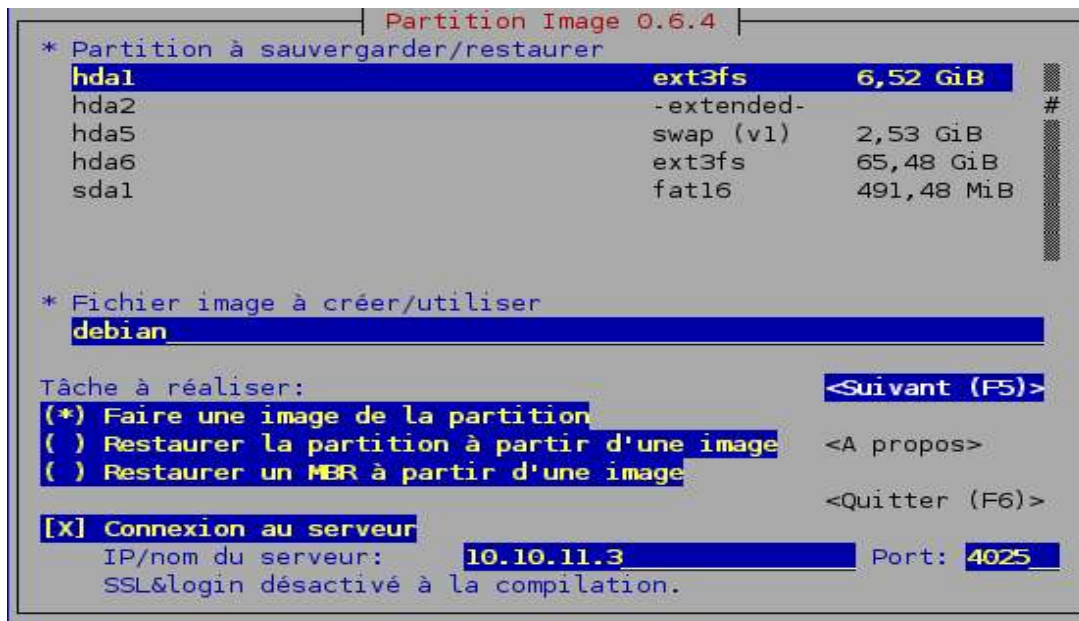 Partition Image 0.6.4
* Partition à sauvergarder/restaurer
hda1 ext3fs 6,52 GiB
hda2 -extended- #
hda5 swap (v1) 2,53 GiB
hda6 ext3fs 65,48 GiB
sda1 fat16 491,48 MiB
* Fichier image à créer/utiliser
debian
Tâche à réaliser: <Suivant (F5)>
(*) Faire une image de la partition
( ) Restaurer la partition à partir d'une image <A propos>
( ) Restaurer un MBR à partir d'une image
<Quitter (F6)>
[X] Connexion au serveur
IP/nom du serveur: 10.10.11.3 Port: 4025
SSL&login désactivé à la compilation.